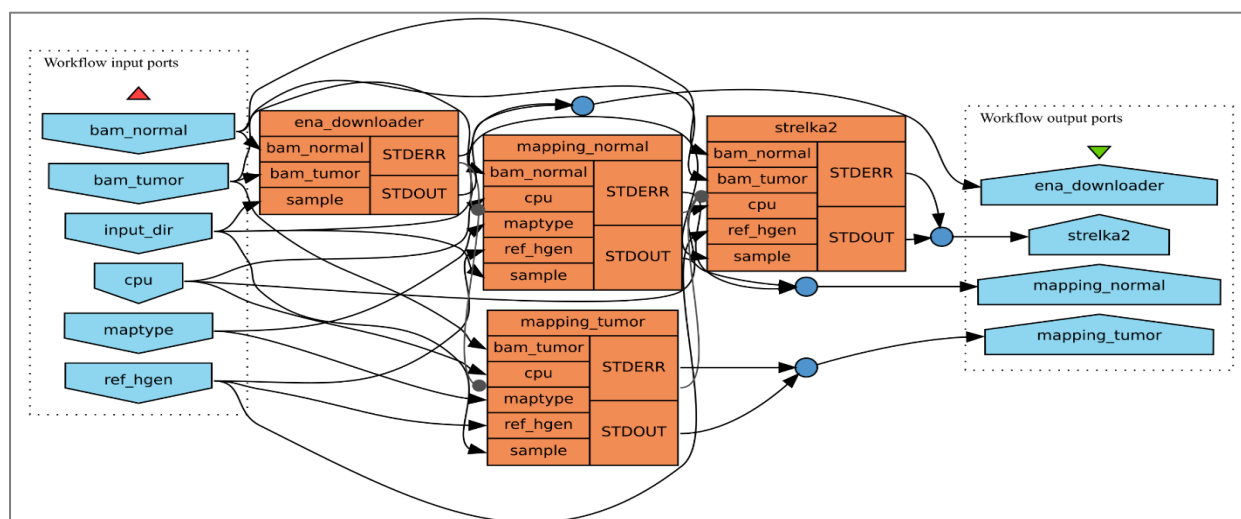 Workflow input ports
bam_normal
bam_tumor
input_dir
cpu
maptype
ref_hgen
ena_downloader
bam_normal
bam_tumor
sample
STDERR
STDOUT
mapping_normal
bam_normal
cpu
maptype
ref_hgen
sample
STDERR
STDOUT
mapping_tumor
bam_tumor
cpu
maptype
ref_hgen
sample
STDERR
STDOUT
strelka2
bam_normal
bam_tumor
cpu
ref_hgen
sample
STDERR
STDOUT
Workflow output ports
ena_downloader
strelka2
mapping_normal
mapping_tumor